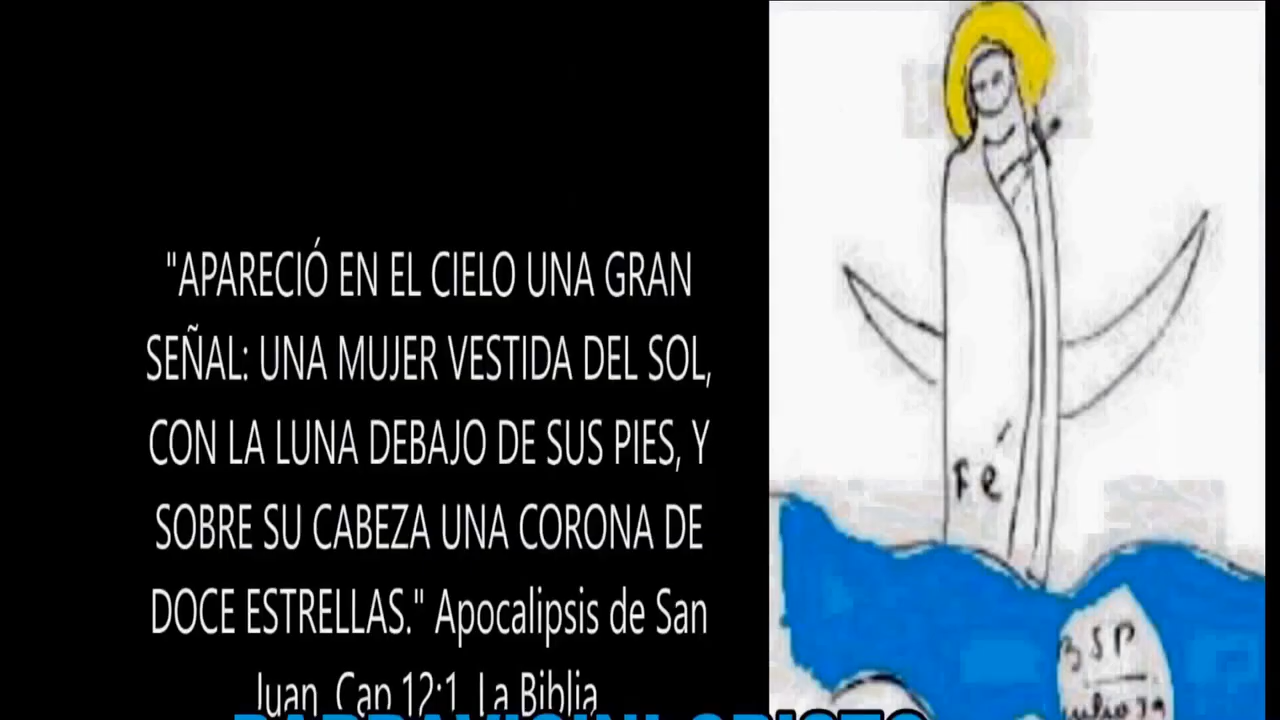 "APARECIÓ EN EL CIELO UNA GRAN
SEÑAL: UNA MUJER VESTIDA DEL SOL,
CON LA LUNA DEBAJO DE SUS PIES, Y
SOBRE SU CABEZA UNA CORONA DE
DOCE ESTRELLAS." Apocalipsis de San
Juan Cap 12:1 La Biblia
Fé
BSP